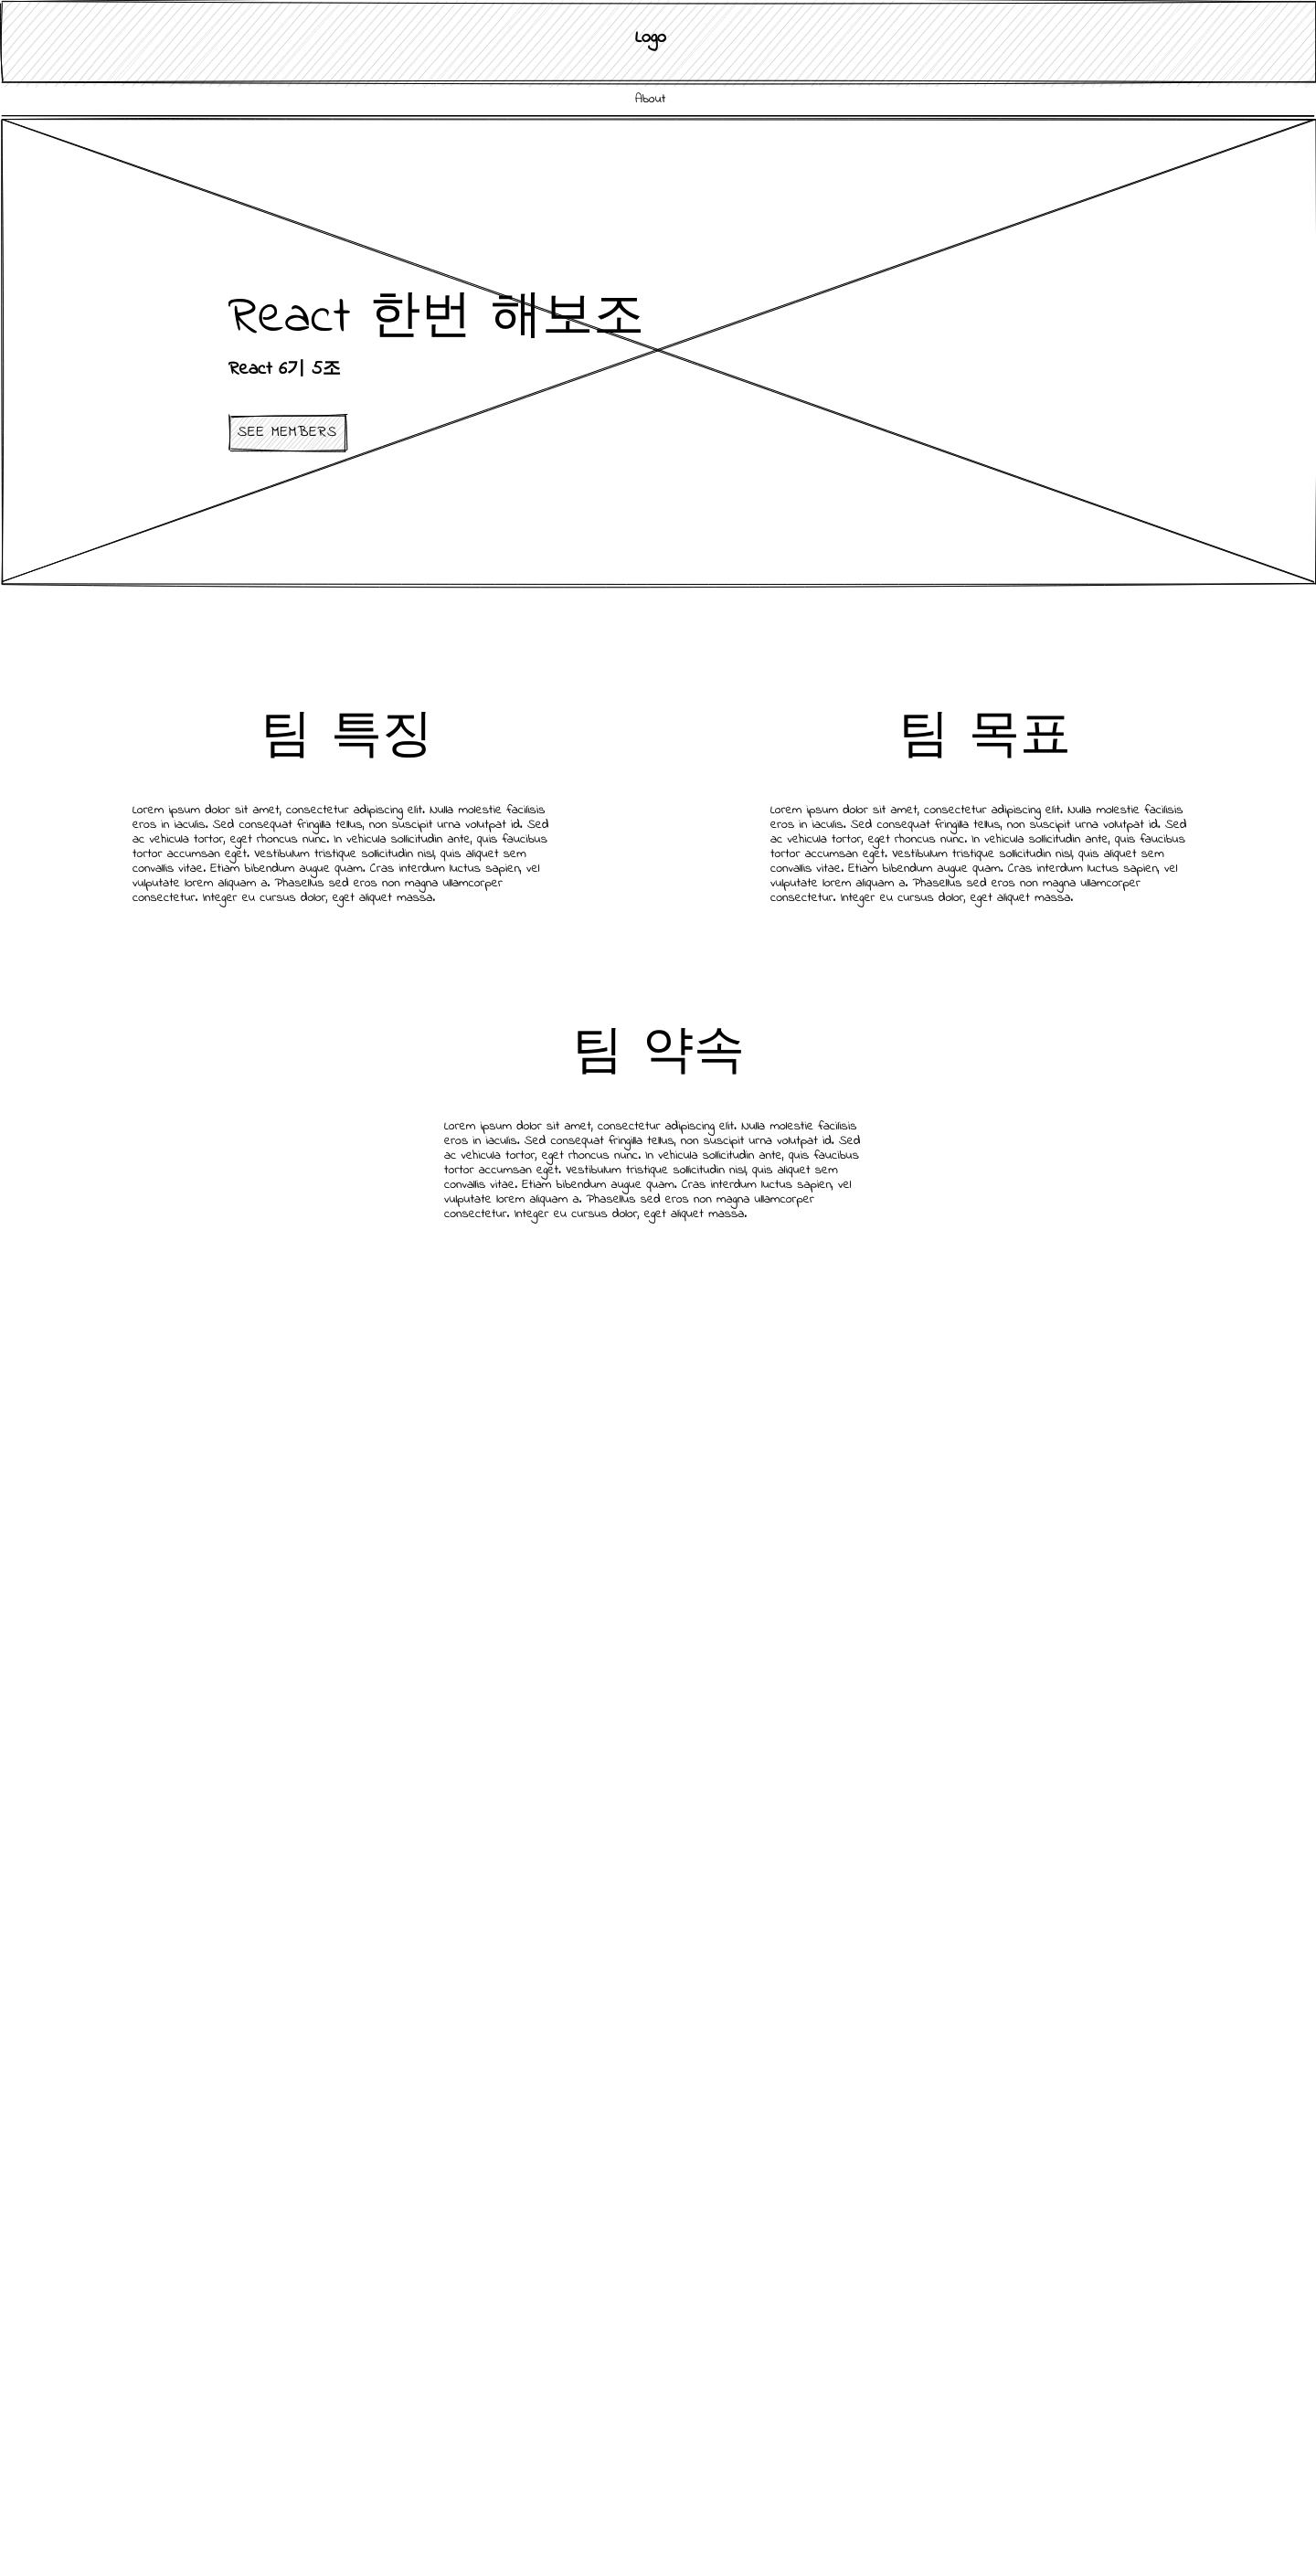 Logo
About
React 한번 해보조
React 67| 5조
SEE MEMBERS
팀 특징
Lorem ipsum dolor sit amet, consectetur adipiscing elit. Nulla molestie facilisis
eros in iaculis. Sed consequat fringilla tellus, non suscipit urna volutpat id. Sed
ac vehicula tortor, eget rhoncus nunc. In vehicula sollicitudin ante, quis faucibus
tortor accumsan eget. Vestibulum tristique sollicitudin nisl, quis aliquet sem
convallis vitae. Etiam bibendum augue quam. Cras interdum luctus sapien, vel
vulputate lorem aliquam a. Phasellus sed eros non magna ullamcorper
consectetur. Integer eu cursus dolor, eget aliquet massa.
팀 목표
Lorem ipsum dolor sit amet, consectetur adipiscing elit. Nulla molestie facilisis
eros in iaculis. Sed consequat fringilla tellus, non suscipit urna volutpat id. Sed
ac vehicula tortor, eget rhoncus nunc. In vehicula sollicitudin ante, quis faucibus
tortor accumsan eget. Vestibulum tristique sollicitudin nisl, quis aliquet sem
convallis vitae. Etiam bibendum augue quam. Cras interdum luctus sapien, vel
vulputate lorem aliquam a. Phasellus sed eros non magna ullamcorper
consectetur. Integer eu cursus dolor, eget aliquet massa.
팀 약속
Lorem ipsum dolor sit amet, consectetur adipiscing elit. Nulla molestie facilisis
eros in iaculis. Sed consequat fringilla tellus, non suscipit urna volutpat id. Sed
ac vehicula tortor, eget rhoncus nunc. In vehicula sollicitudin ante, quis faucibus
tortor accumsan eget. Vestibulum tristique sollicitudin nisl, quis aliquet sem
convallis vitae. Etiam bibendum augue quam. Cras interdum luctus sapien, vel
vulputate lorem aliquam a. Phasellus sed eros non magna ullamcorper
consectetur. Integer eu cursus dolor, eget aliquet massa.